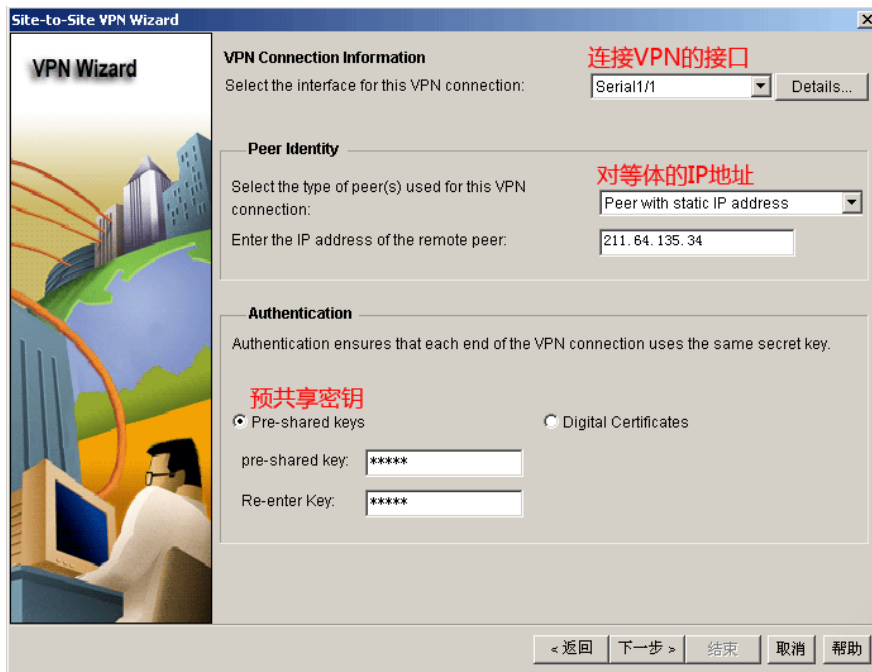 Site-to-Site VPN Wizard
VPN Wizard
VPN Connection Information
连接VPN的接口
Select the interface for this VPN connection:
Serial1/1
Details...
Peer Identity
对等体的IP地址
Select the type of peer(s) used for this VPN
connection:
Peer with static IP address
Enter the IP address of the remote peer:
211.64.135.34
Authentication
Authentication ensures that each end of the VPN connection uses the same secret key.
预共享密钥
Pre-shared keys
Digital Certificates
pre-shared key:
*****
Re-enter Key:
*****
<返回
下一步>
结束
取消
帮助